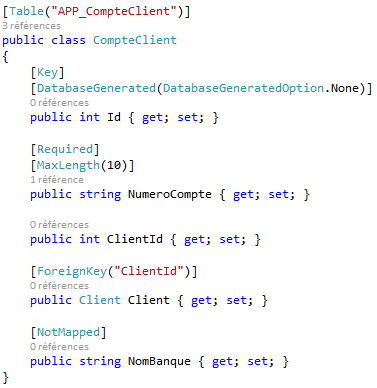 [Table("APP_CompteClient")]
3 références
public class CompteClient
{
[Key]
[DatabaseGenerated(DatabaseGeneratedOption.None)]
0 références
public int Id { get; set; }
[Required]
[MaxLength(10)]
1 référence
public string NumeroCompte { get; set; }
0 références
public int ClientId { get; set; }
[ForeignKey("ClientId")]
0 références
public Client Client { get; set; }
[NotMapped]
0 références
public string NomBanque { get; set; }
}